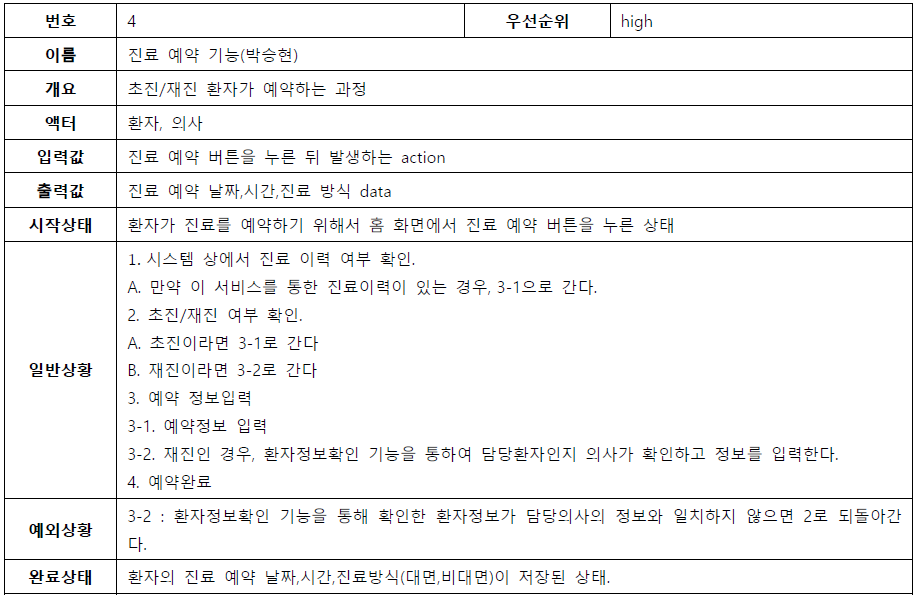 번호 4 우선순위 high
이름 진료 예약 기능(박승현)
개요 초진/재진 환자가 예약하는 과정
액터 환자, 의사
입력값 진료 예약 버튼을 누른 뒤 발생하는 action
출력값 진료 예약 날짜,시간,진료 방식 data
시작상태 환자가 진료를 예약하기 위해서 홈 화면에서 진료 예약 버튼을 누른 상태
일반상황
1. 시스템 상에서 진료 이력 여부 확인.
A. 만약 이 서비스를 통한 진료이력이 있는 경우, 3-1으로 간다.
2. 초진/재진 여부 확인.
A. 초진이라면 3-1로 간다
B. 재진이라면 3-2로 간다
3. 예약 정보입력
3-1. 예약정보 입력
3-2. 재진인 경우, 환자정보확인 기능을 통하여 담당환자인지 의사가 확인하고 정보를 입력한다.
4. 예약완료
예외상황
3-2 : 환자정보확인 기능을 통해 확인한 환자정보가 담당의사의 정보와 일치하지 않으면 2로 되돌아간
다.
완료상태 환자의 진료 예약 날짜,시간,진료방식(대면,비대면)이 저장된 상태.